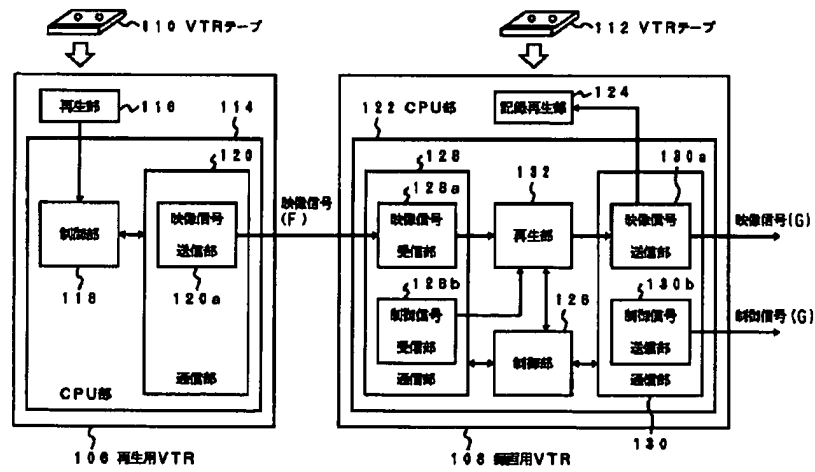 110 VTRテープ
112 VTRテープ
再生部
116
114
120
制御部
118
映像信号
送信部
120a
通信部
CPU部
106 再生用VTR
映像信号
(F)
122 CPU部
記録再生部
124
128
128a
映像信号
受信部
128b
制御信号
受信部
通信部
132
再生部
126
制御部
130a
映像信号
送信部
130b
制御信号
送信部
通信部
130
108 録画用VTR
映像信号(G)
制御信号(G)